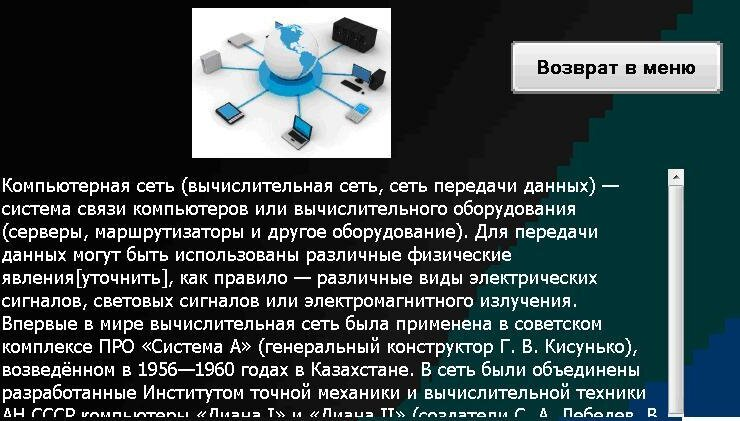 Возврат в меню
Компьютерная сеть (вычислительная сеть, сеть передачи данных) —
система связи компьютеров или вычислительного оборудования
(серверы, маршрутизаторы и другое оборудование). Для передачи
данных могут быть использованы различные физические
явления[уточнить], как правило — различные виды электрических
сигналов, световых сигналов или электромагнитного излучения.
Впервые в мире вычислительная сеть была применена в советском
комплексе ПРО «Система А» (генеральный конструктор Г. В. Кисунько),
возведённом в 1956—1960 годах в Казахстане. В сеть были объединены
разработанные Институтом точной механики и вычислительной техники
АН СССР компьютеры «Диана I» и «Диана II» (создатели С. А. Лебедев, В